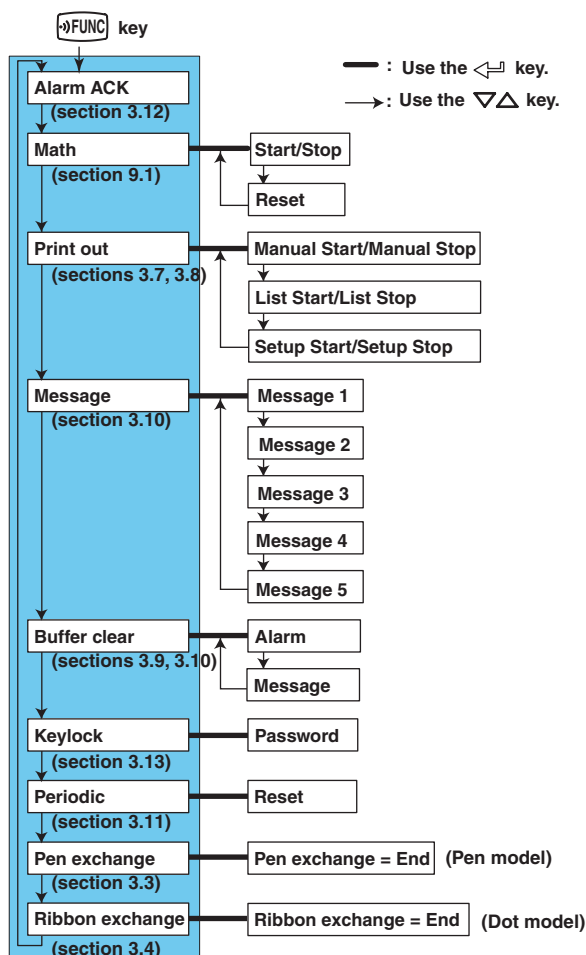 FUNC key
: Use the key.
: Use the key.
Alarm ACK
(section 3.12)
Math
(section 9.1)
Start/Stop
Reset
Print out
(sections 3.7, 3.8)
Manual Start/Manual Stop
List Start/List Stop
Setup Start/Setup Stop
Message
(section 3.10)
Message 1
Message 2
Message 3
Message 4
Message 5
Buffer clear
(sections 3.9, 3.10)
Alarm
Message
Keylock
(section 3.13)
Password
Periodic
(section 3.11)
Reset
Pen exchange
(section 3.3)
Pen exchange = End (Pen model)
Ribbon exchange
(section 3.4)
Ribbon exchange = End (Dot model)